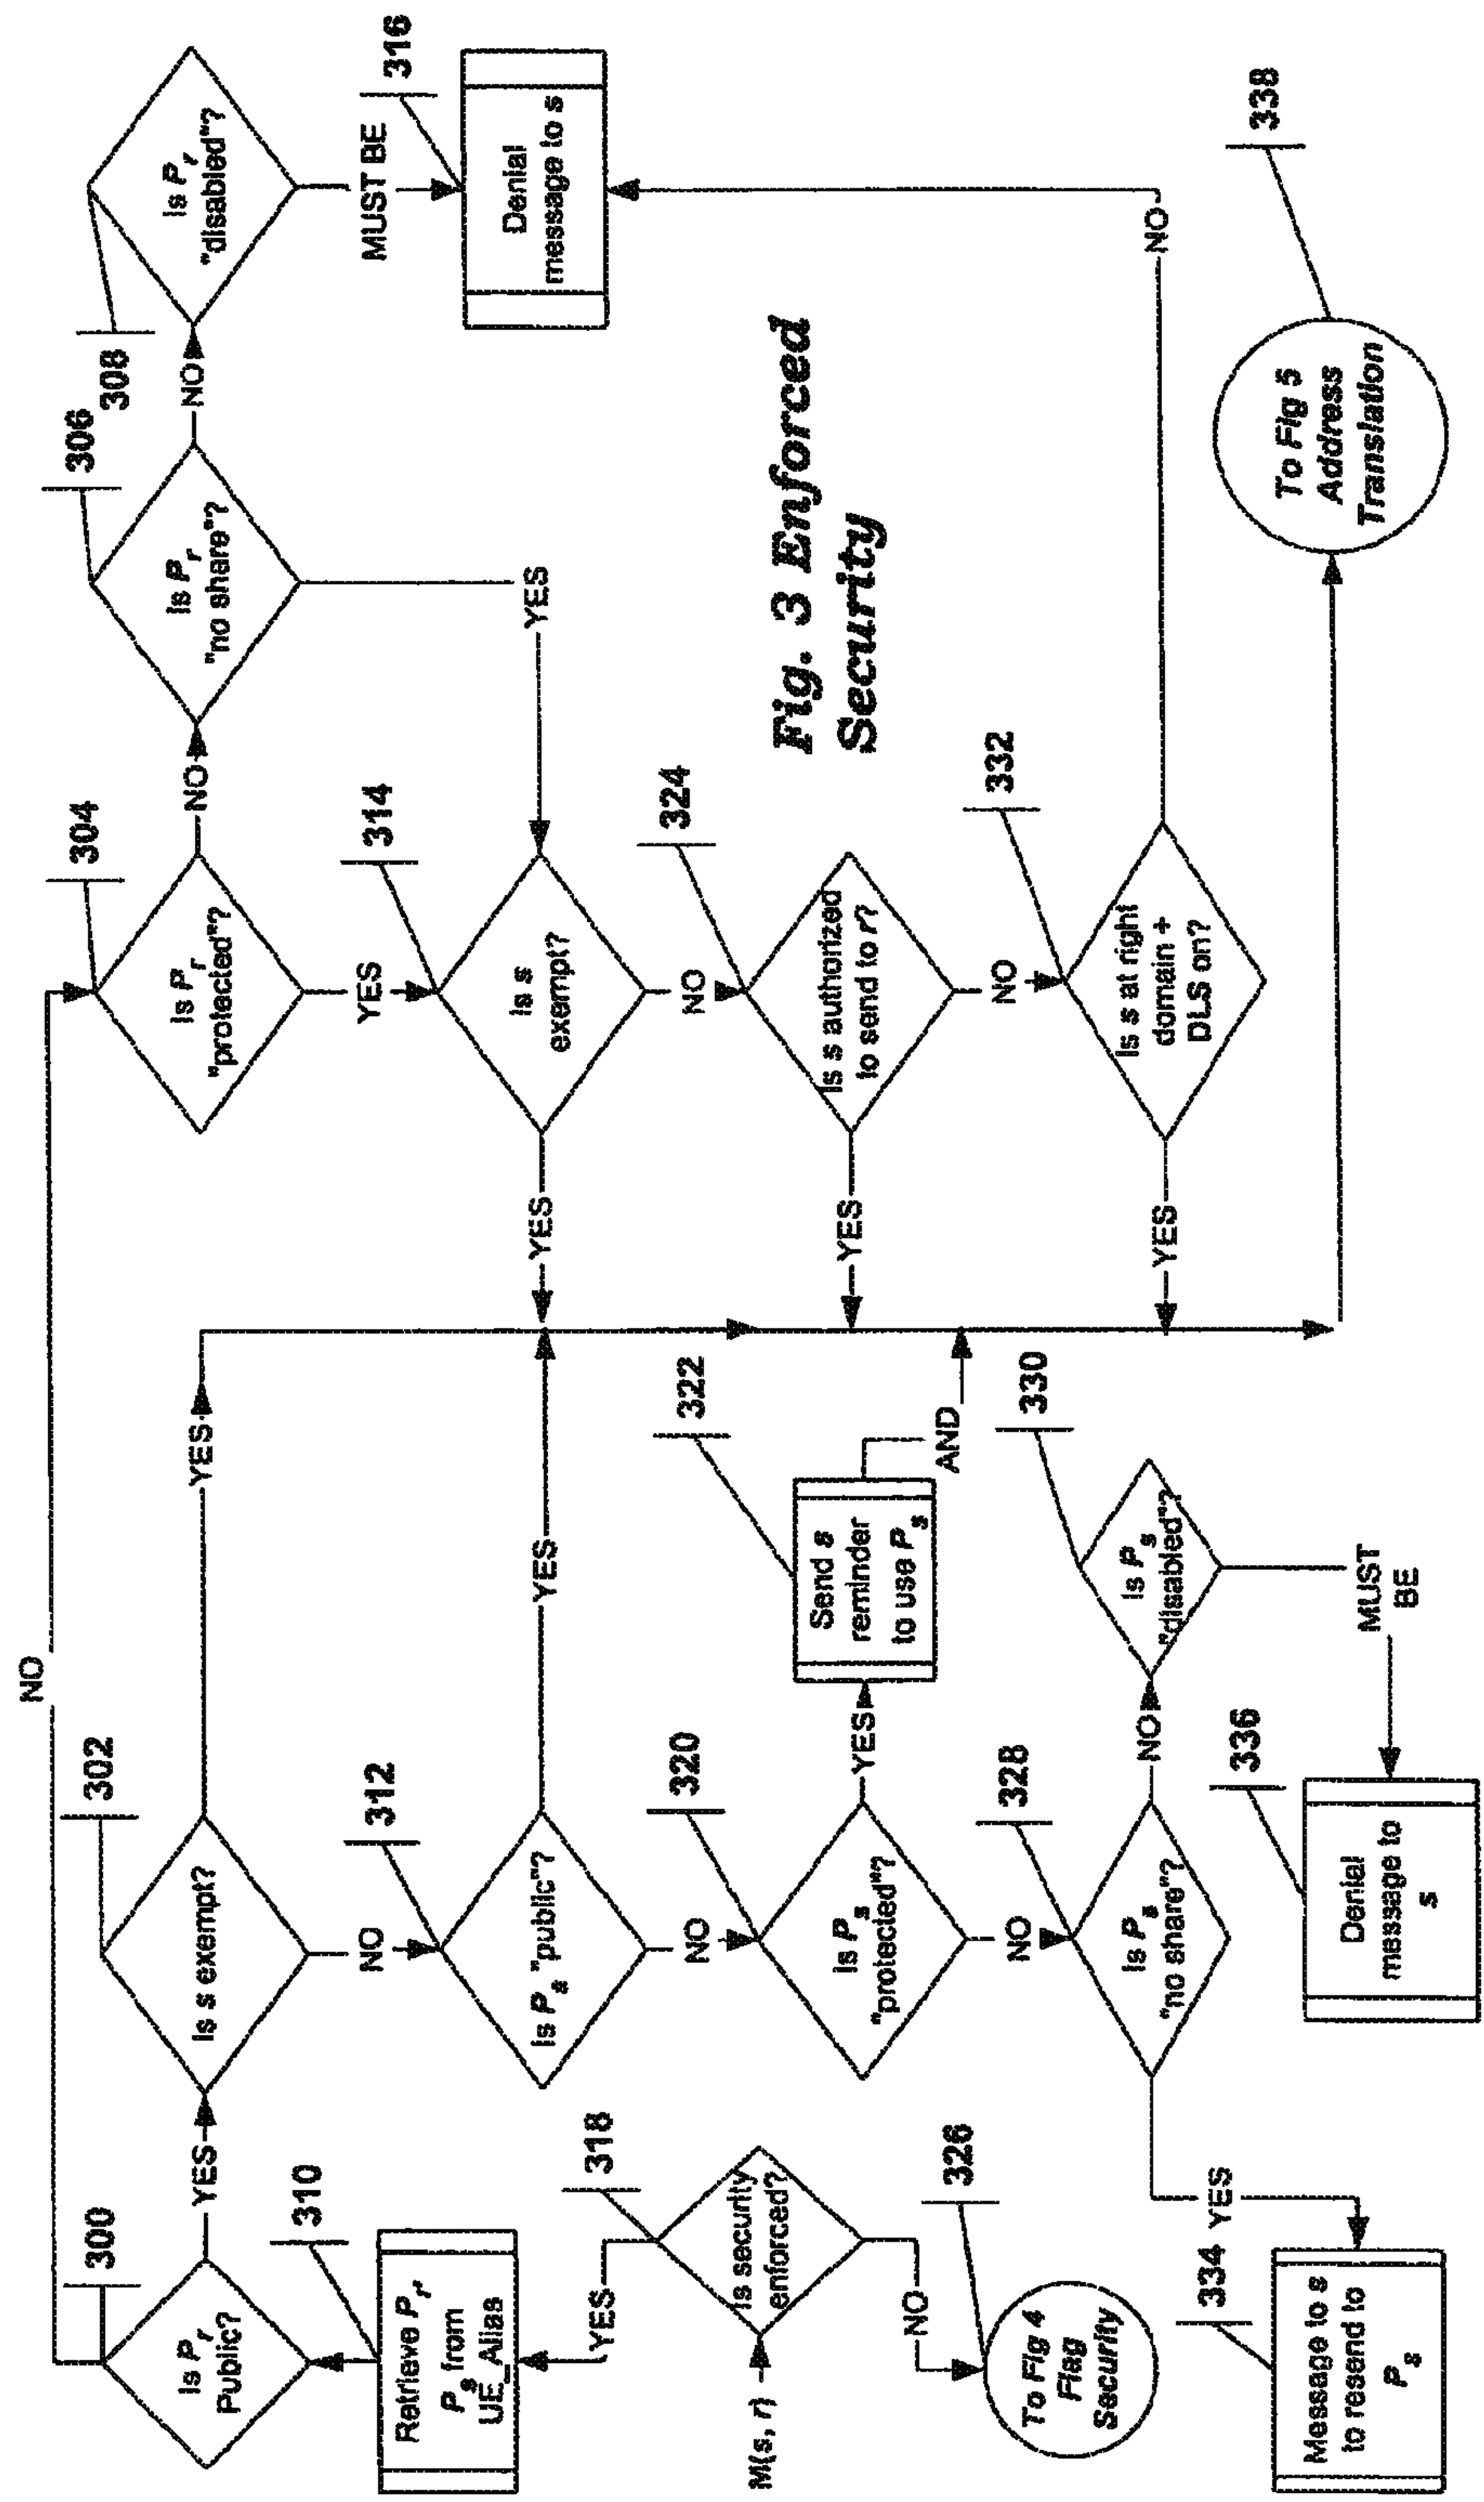 300
Is Pr
Public?
YES
NO
302
Is s exempt?
YES
304
Is Pr
"protected"?
NO
306
Is Pr
"no share"?
NO
308
Is Pr
"disabled"?
MUST BE
310
Retrieve Pr,
Ps from
UE_Alias
NO
312
Is Ps "public"?
YES
YES
314
Is s
exempt?
YES
YES
316
Denial
message to s
318
Is security
enforced?
YES
M(s, r)
NO
NO
320
Is Ps
"protected"?
YES
322
Send s
reminder
to use Ps
AND
NO
324
Is s authorized
to send to r?
YES
Fig. 3 Enforced
Security
326
To Fig 4
Flag
Security
NO
328
Is Ps
"no share"?
NO
330
Is Ps
"disabled"?
MUST
BE
NO
332
Is s at right
domain +
DLS on?
YES
NO
334
YES
Message to s
to resend to
Ps
336
Denial
message to
s
338
To Fig 5
Address
Translation